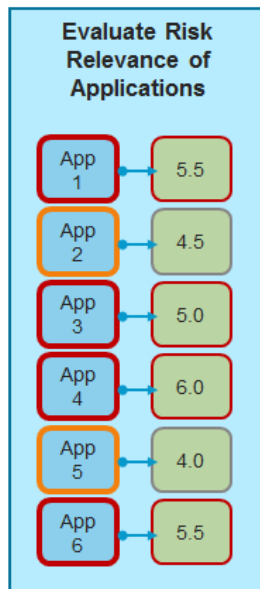 Evaluate Risk
Relevance of
Applications
App
1
5.5
App
2
4.5
App
3
5.0
App
4
6.0
App
5
4.0
App
6
5.5